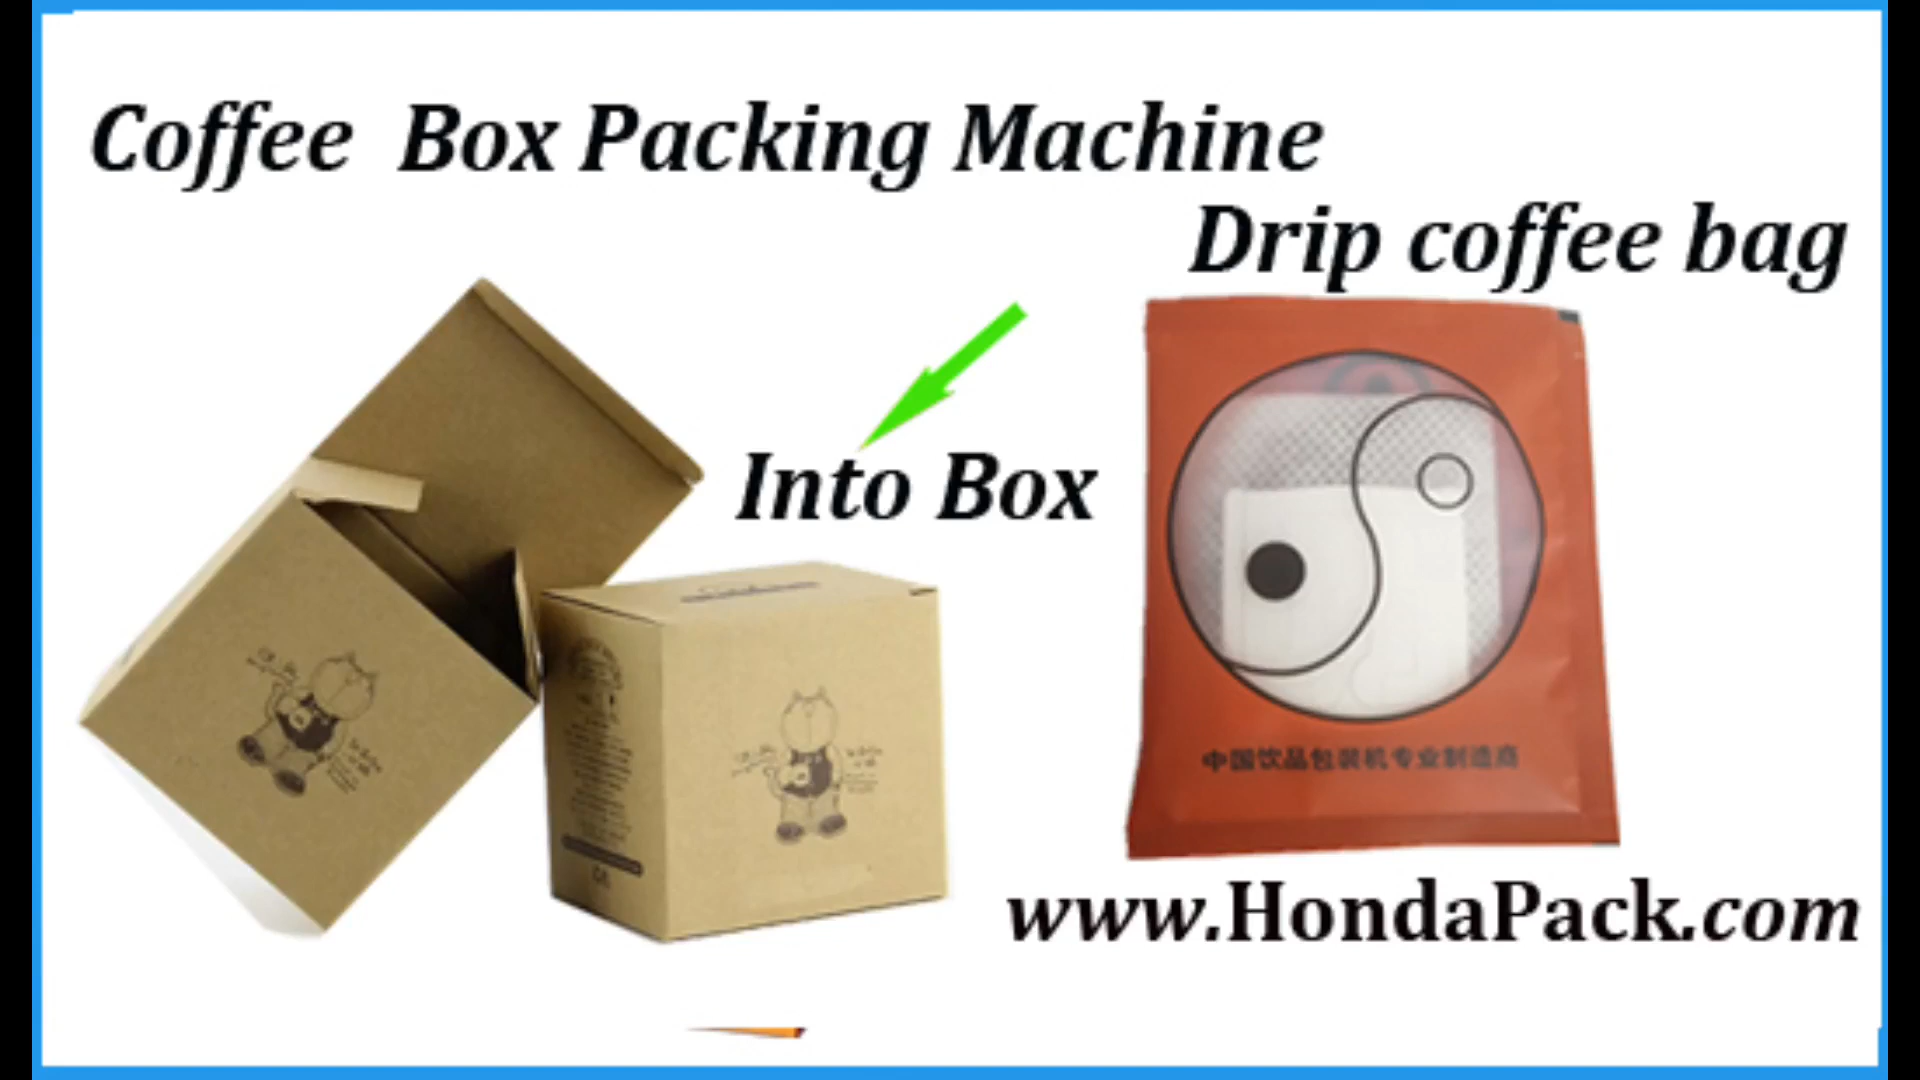 Coffee Box Packing Machine
Drip coffee bag
Into Box
中国饮品包装机专业制造商
www.HondaPack.com